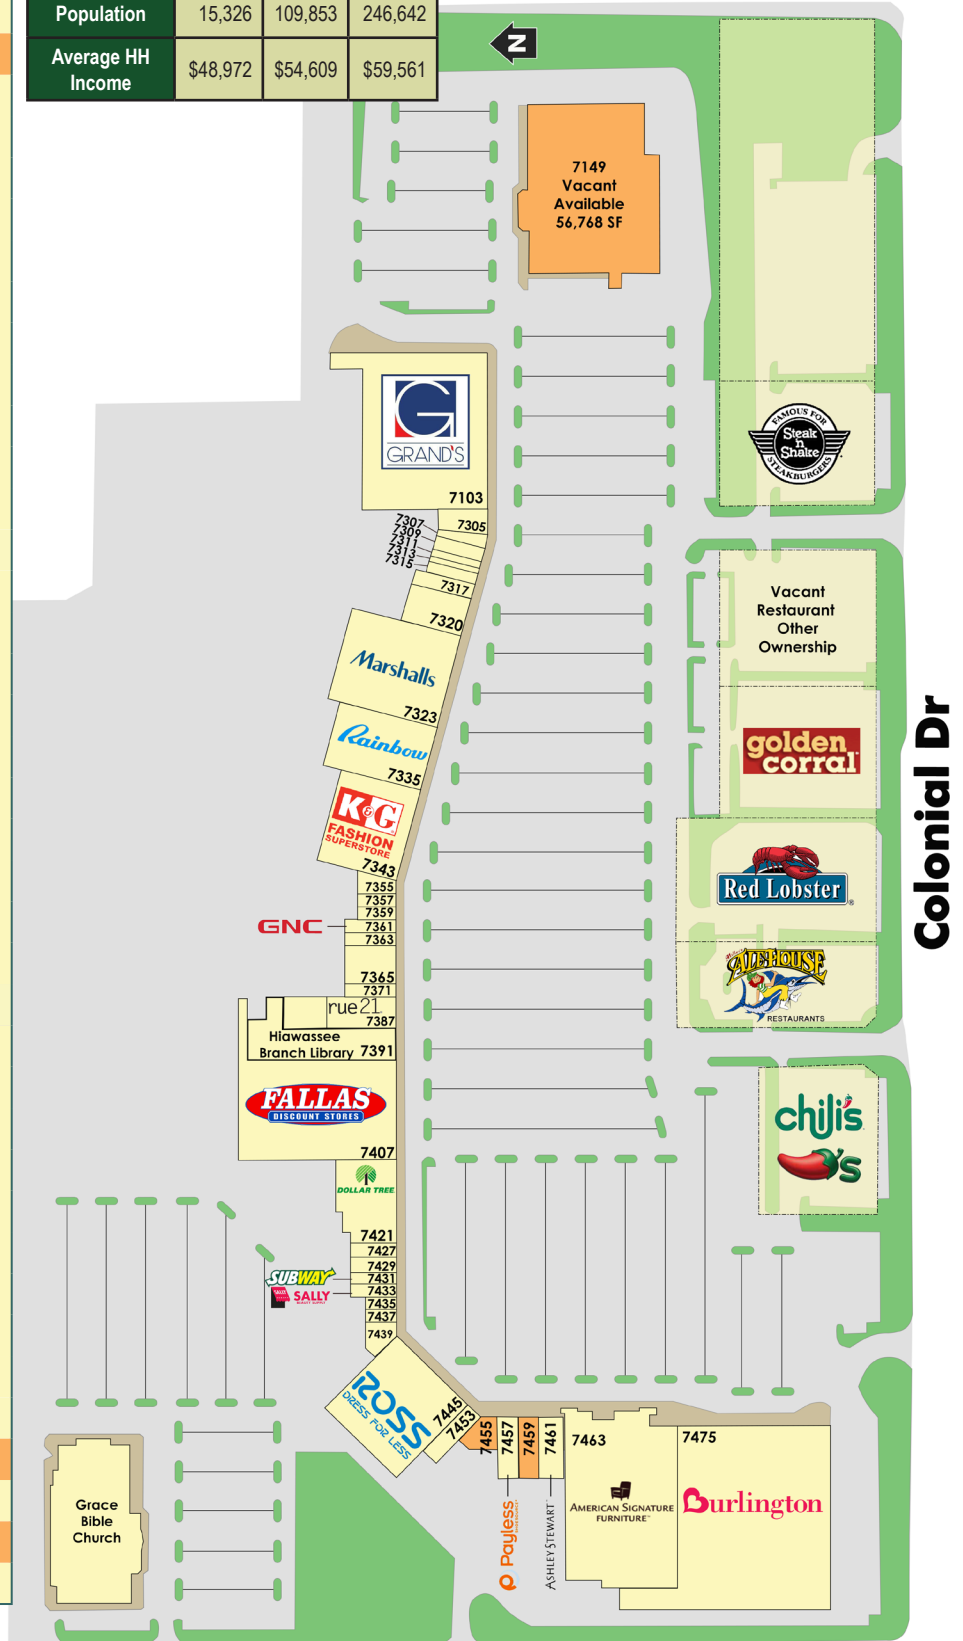 Population 15,326 109,853 246,642
Average HH
Income
$48,972 $54,609 $59,561
N
7149
Vacant
Available
56,768 SF
G
GRAND'S
7103
FAMOUS FOR
Steak
n
Shake
STEAKBURGERS
7305
7307
7309
7311
7313
7315
7317
7320
Marshalls
7323
Rainbow
7335
K&G
FASHION
SUPERSTORE
7343
Vacant
Restaurant
Other
Ownership
golden
corral
Colonial Dr
Red Lobster
ALEHOUSE
RESTAURANTS
7355
7357
7359
GNC
7361
7363
7365
7371
rue21
7387
Hiawassee
Branch Library 7391
FALLAS
DISCOUNT STORES
7407
chili's
's
DOLLAR TREE
7421
7427
7429
SUBWAY
7431
SALLY
7433
7435
7437
7439
ROSS
DRESS FOR LESS
7445
7453
7455
7457
7459
7461
7463
7475
Payless
ASHLEY STEWART
AMERICAN SIGNATURE
FURNITURE
Burlington
Grace
Bible
Church